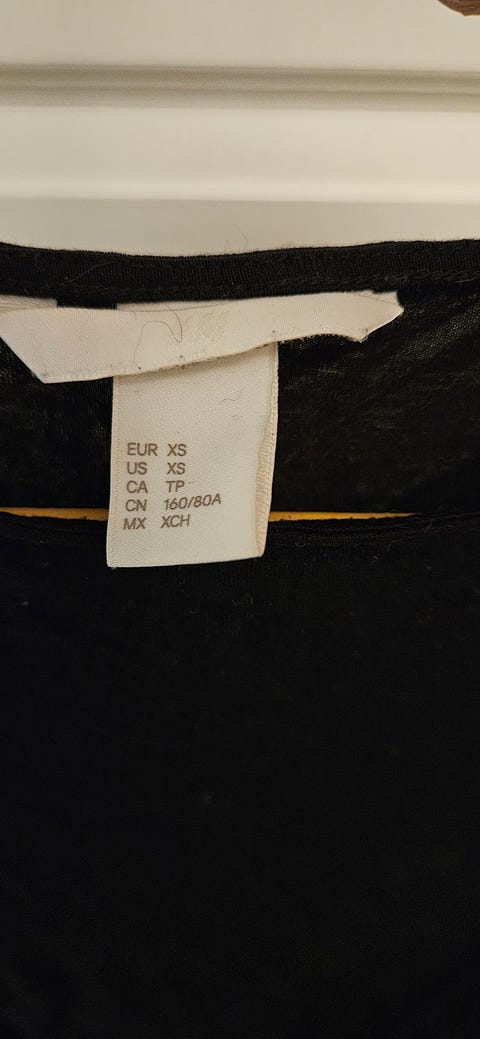 EUR XS
US XS
CA TP
CN 160/80A
MX XCH